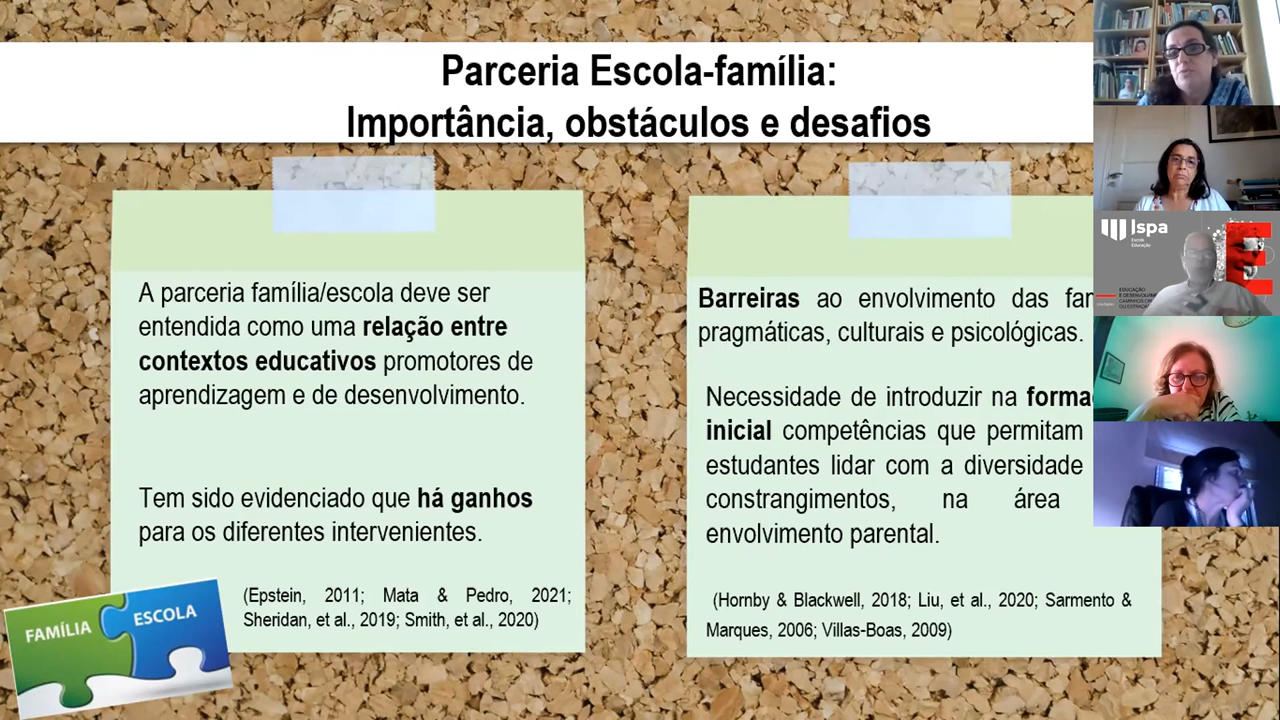 Parceria Escola-família:
Importância, obstáculos e desafios
A parceria família/escola deve ser
entendida como uma relação entre
contextos educativos promotores de
aprendizagem e de desenvolvimento.
Tem sido evidenciado que há ganhos
para os diferentes intervenientes.
(Epstein, 2011; Mata & Pedro, 2021;
Sheridan, et al., 2019; Smith, et al., 2020)
FAMÍLIA
ESCOLA
Barreiras ao envolvimento das
pragmáticas, culturais e psicológicas.
Necessidade de introduzir na
inicial competências que permitam
estudantes lidar com a diversidade
constrangimentos, na área
envolvimento parental.
(Hornby & Blackwell, 2018; Liu, et al., 2020; Sarmento &
Marques, 2006; Villas-Boas, 2009)
Ispa
Escola
Educação
E
EDUCAÇÃO